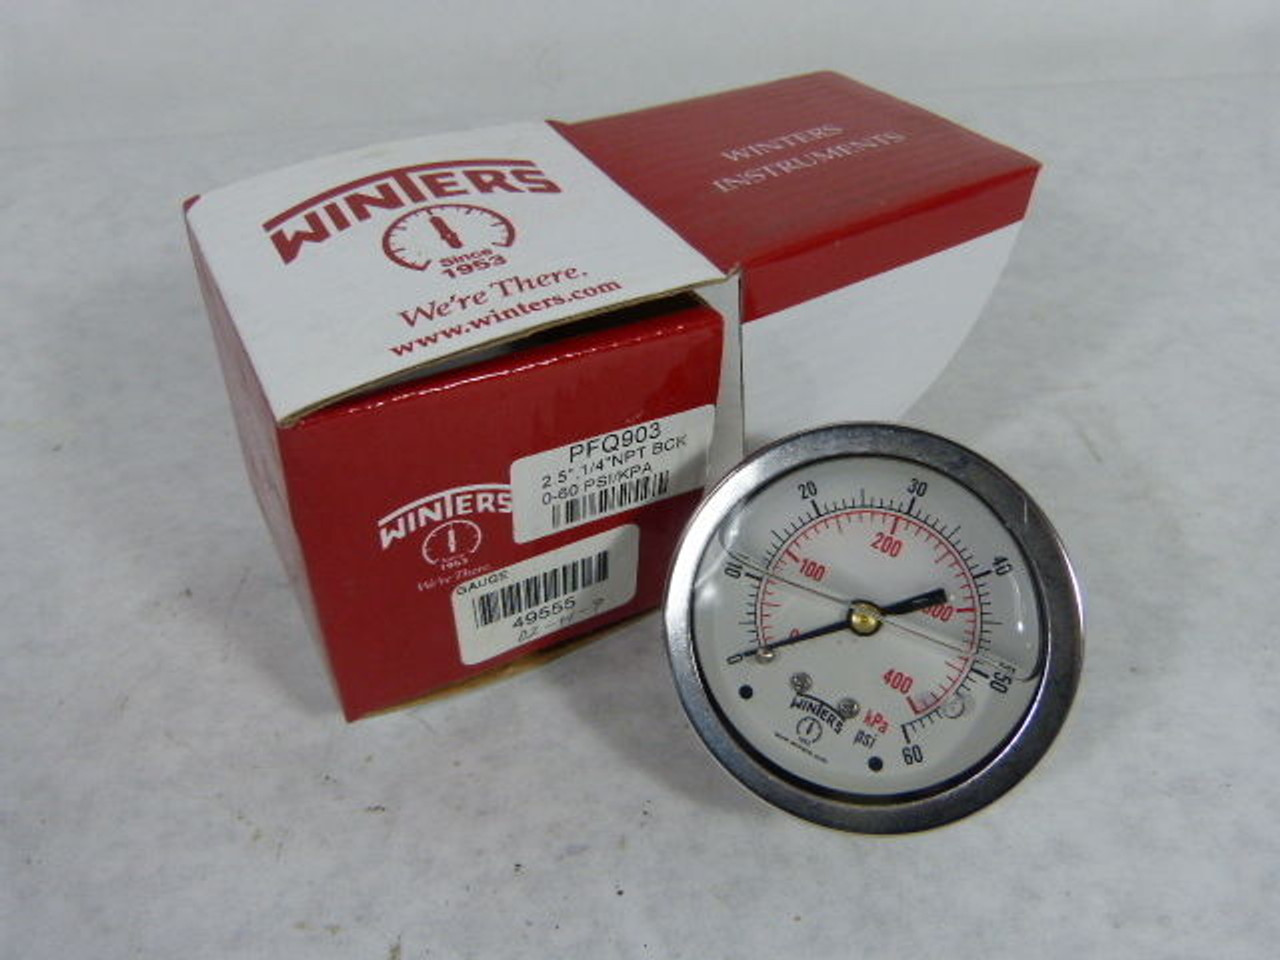 WINTERS
Since
1953
We're There.
www.winters.com
WINTERS
INSTRUMENTS
PFQ903
2.5" 1/4"NPT BCK
0-60 PSI/KPA
WINTERS
Since
1953
We're There.
GAUGE
49555
0
10
20
30
40
50
60
0
100
200
300
400
kPa
psi
WINTERS